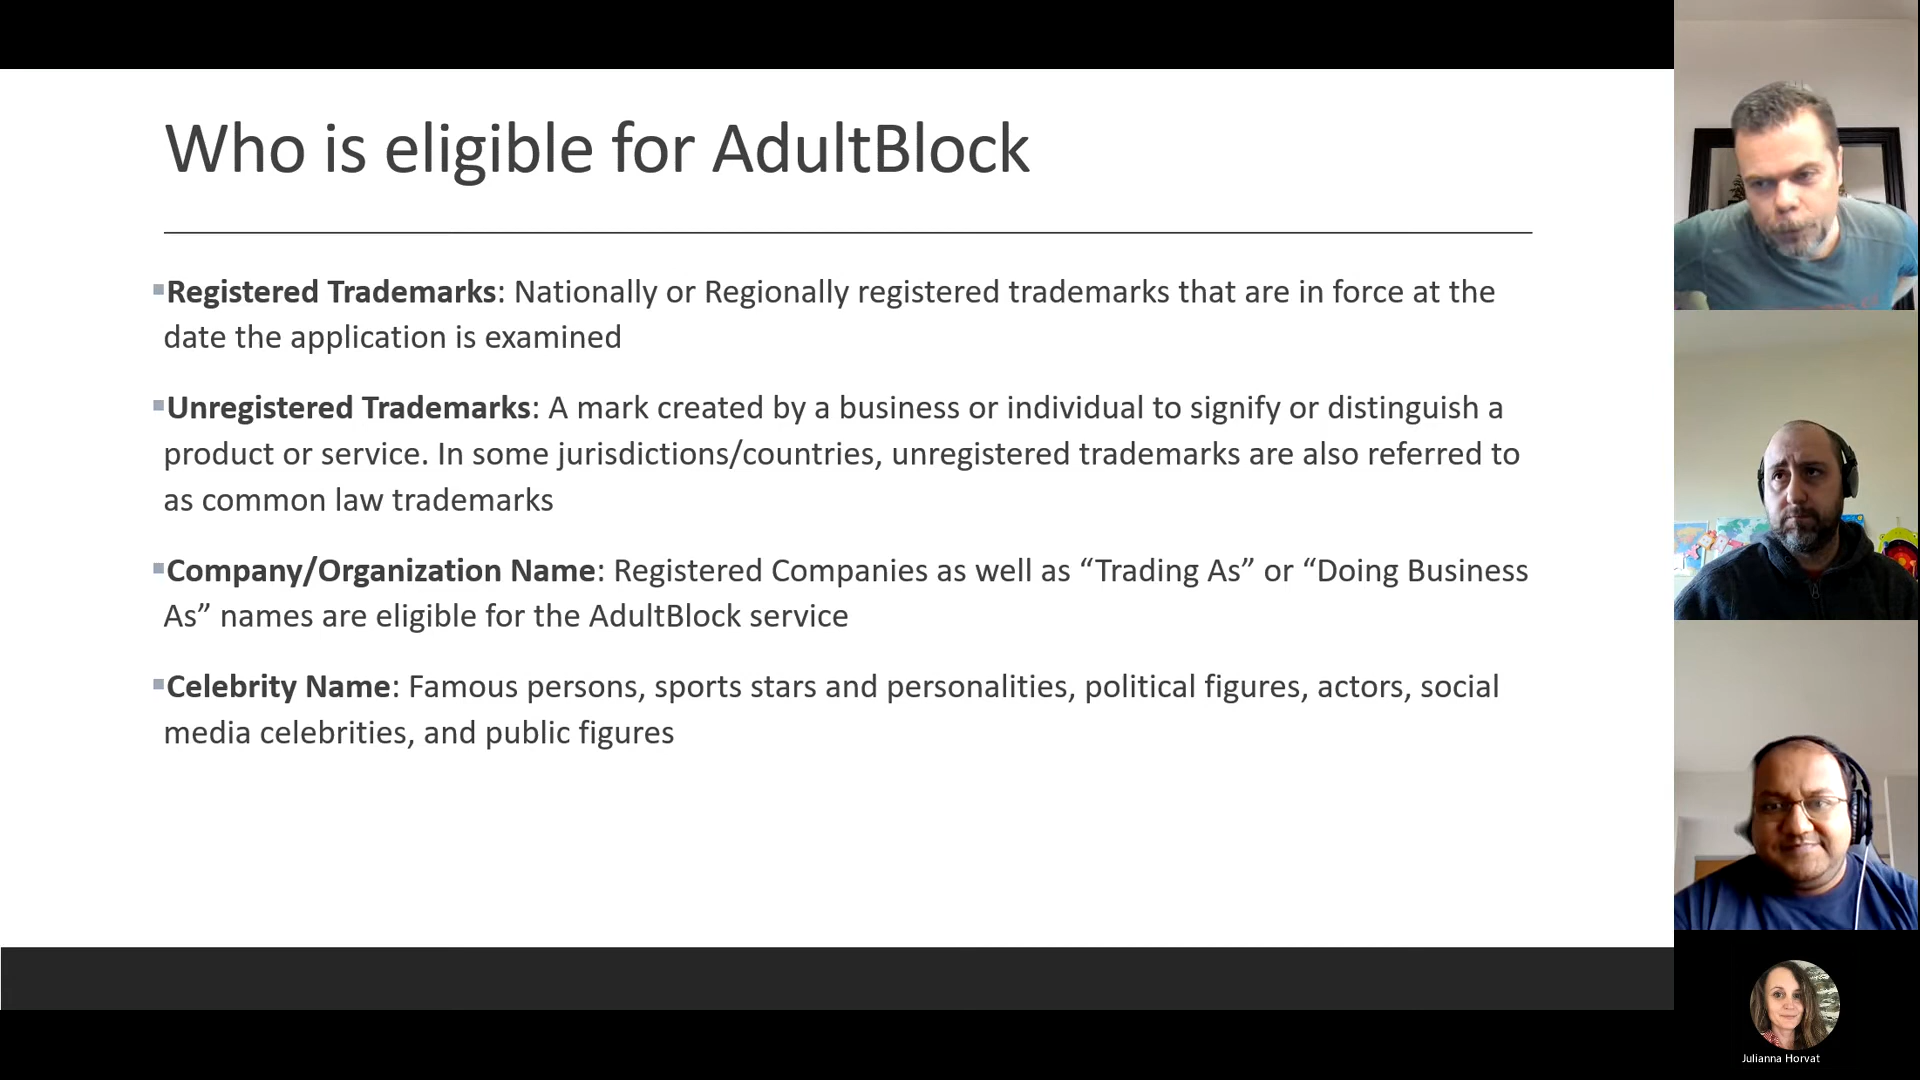 Who is eligible for AdultBlock
▪Registered Trademarks: Nationally or Regionally registered trademarks that are in force at the
date the application is examined
▪Unregistered Trademarks: A mark created by a business or individual to signify or distinguish a
product or service. In some jurisdictions/countries, unregistered trademarks are also referred to
as common law trademarks
▪Company/Organization Name: Registered Companies as well as “Trading As” or “Doing Business
As” names are eligible for the AdultBlock service
▪Celebrity Name: Famous persons, sports stars and personalities, political figures, actors, social
media celebrities, and public figures
Julianna Horvat